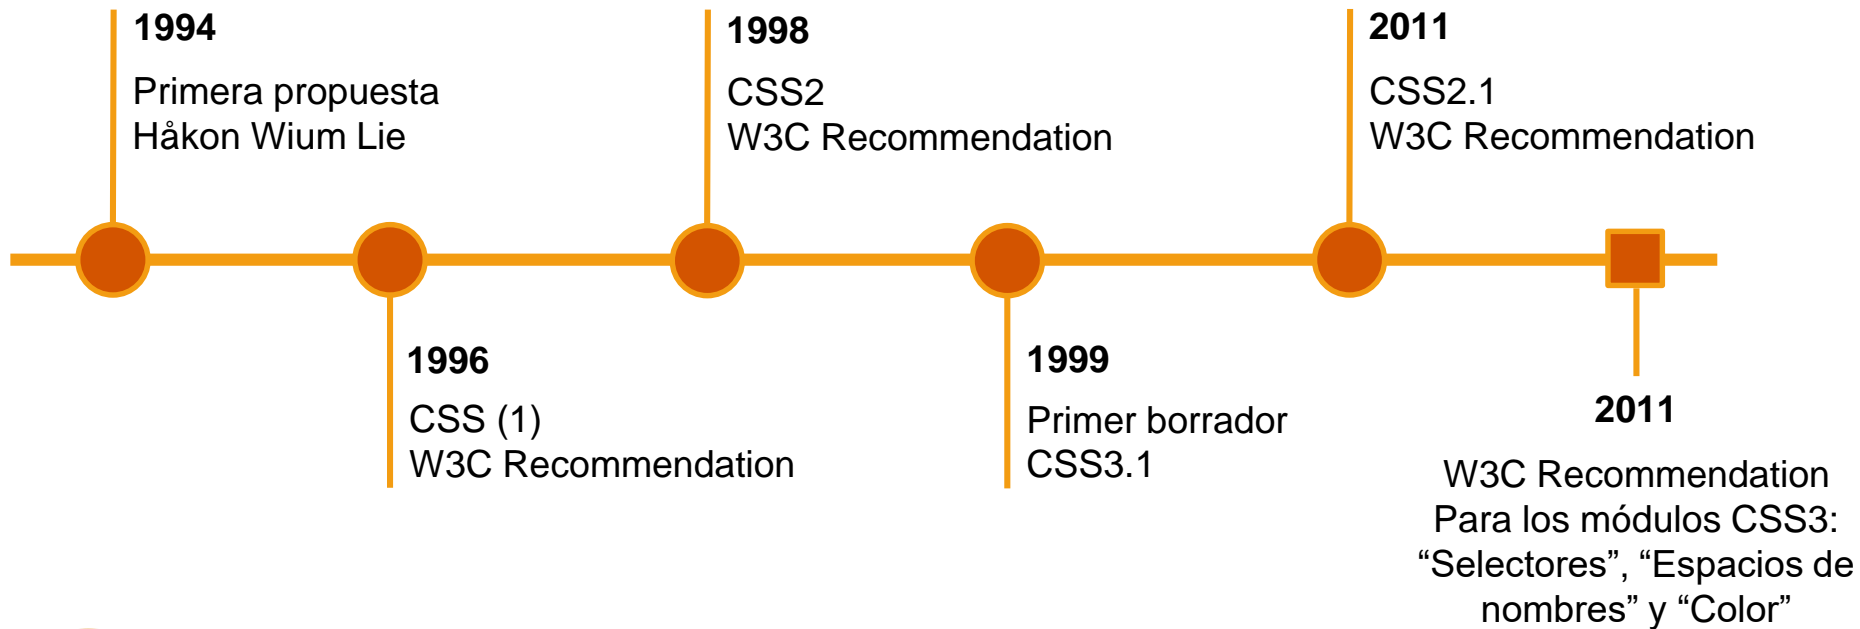 1994
Primera propuesta
Håkon Wium Lie
1996
CSS (1)
W3C Recommendation
1998
CSS2
W3C Recommendation
1999
Primer borrador
CSS3.1
2011
CSS2.1
W3C Recommendation
2011
W3C Recommendation
Para los módulos CSS3:
“Selectores”, “Espacios de
nombres” y “Color”